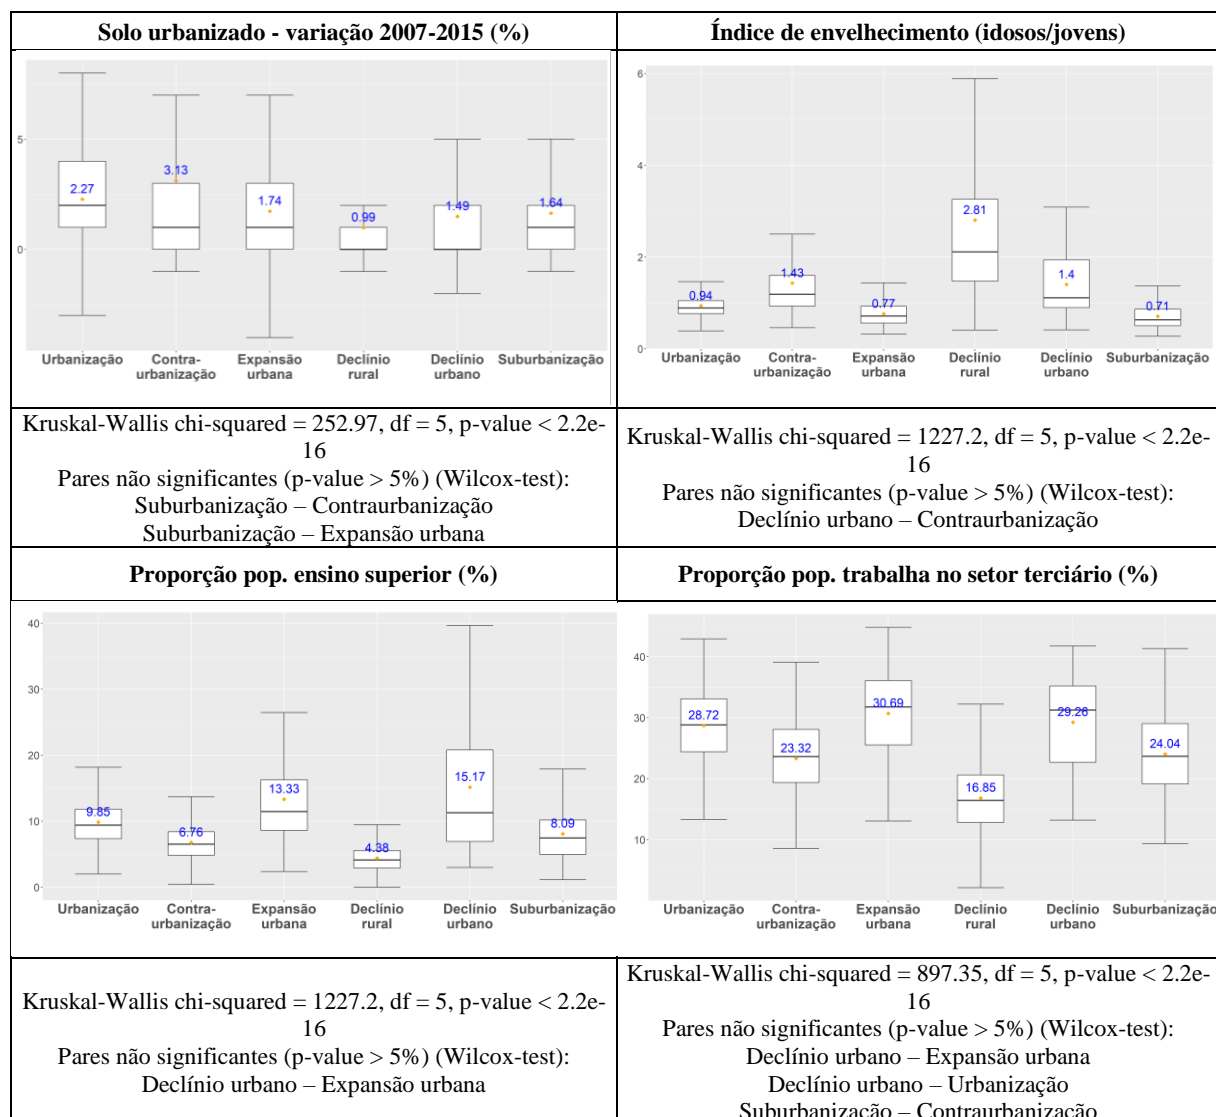 Solo urbanizado - variação 2007-2015 (%)
Índice de envelhecimento (idosos/jovens)
5
0
2.27
3.13
1.74
0.99
1.49
1.64
Urbanização
Contra-
urbanização
Expansão
urbana
Declínio
rural
Declínio
urbano
Suburbanização
6
4
2
0
0.94
1.43
0.77
2.81
1.4
0.71
Urbanização
Contra-
urbanização
Expansão
urbana
Declínio
rural
Declínio
urbano
Suburbanização
Kruskal-Wallis chi-squared = 252.97, df = 5, p-value < 2.2e-
16
Pares não significantes (p-value > 5%) (Wilcox-test):
Suburbanização – Contraurbanização
Suburbanização – Expansão urbana
Kruskal-Wallis chi-squared = 1227.2, df = 5, p-value < 2.2e-
16
Pares não significantes (p-value > 5%) (Wilcox-test):
Declínio urbano – Contraurbanização
Proporção pop. ensino superior (%)
Proporção pop. trabalha no setor terciário (%)
40
30
20
10
0
9.85
6.76
13.33
4.38
15.17
8.09
Urbanização
Contra-
urbanização
Expansão
urbana
Declínio
rural
Declínio
urbano
Suburbanização
40
30
20
10
28.72
23.32
30.69
16.85
29.26
24.04
Urbanização
Contra-
urbanização
Expansão
urbana
Declínio
rural
Declínio
urbano
Suburbanização
Kruskal-Wallis chi-squared = 1227.2, df = 5, p-value < 2.2e-
16
Pares não significantes (p-value > 5%) (Wilcox-test):
Declínio urbano – Expansão urbana
Kruskal-Wallis chi-squared = 897.35, df = 5, p-value < 2.2e-
16
Pares não significantes (p-value > 5%) (Wilcox-test):
Declínio urbano – Expansão urbana
Declínio urbano – Urbanização
Suburbanização – Contraurbanização